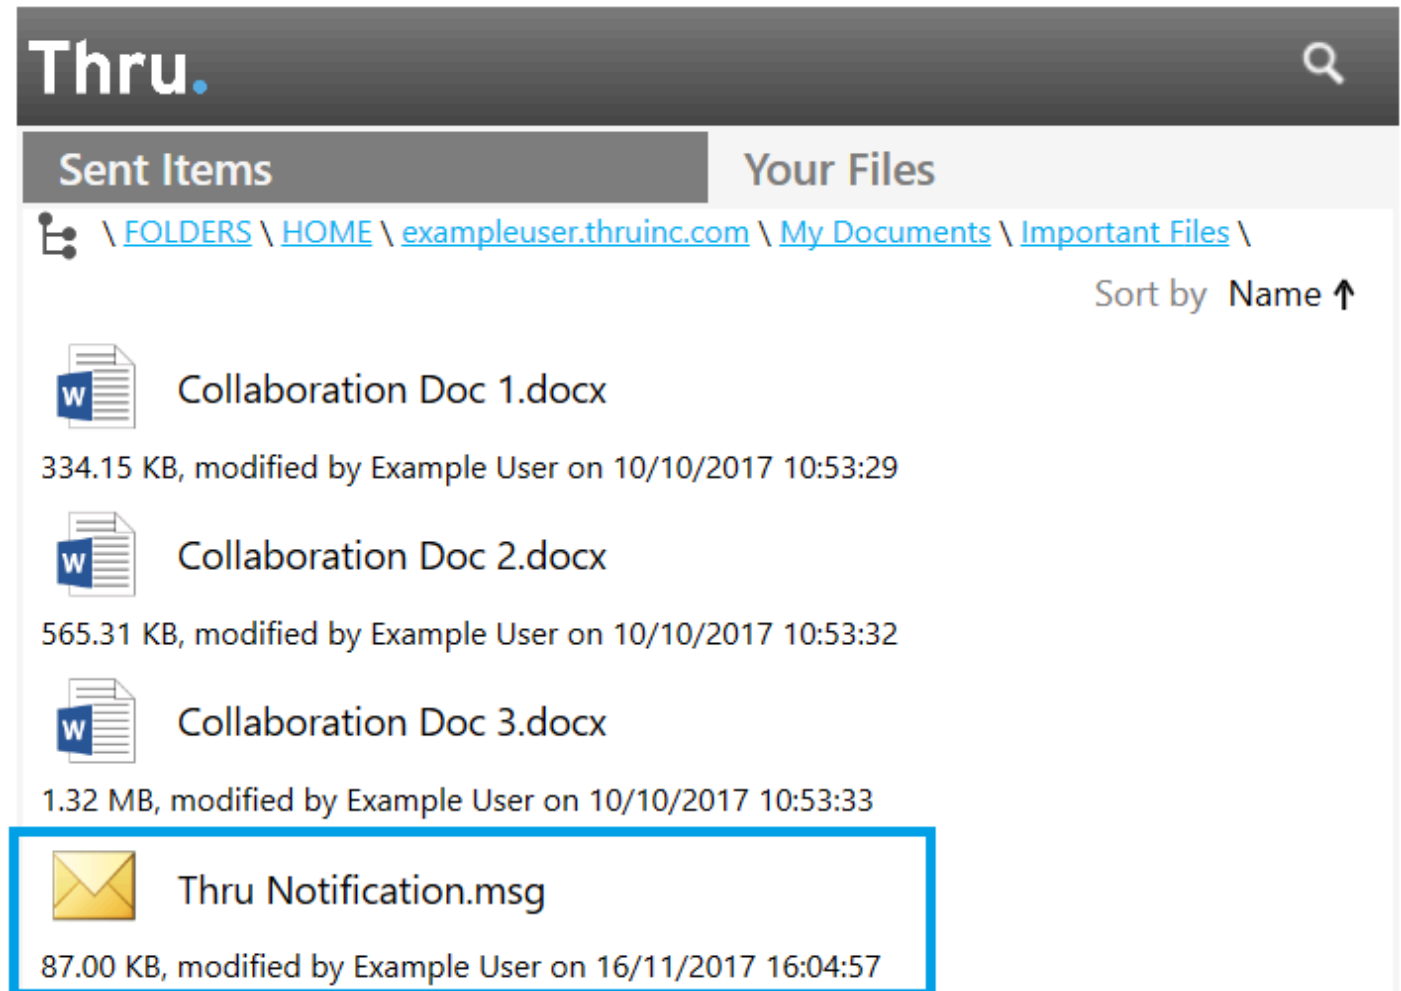 Thru.
Sent Items Your Files
\ FOLDERS \ HOME \ exampleuser.thruinc.com \ My Documents \ Important Files \
Sort by Name ↑
W Collaboration Doc 1.docx
334.15 KB, modified by Example User on 10/10/2017 10:53:29
W Collaboration Doc 2.docx
565.31 KB, modified by Example User on 10/10/2017 10:53:32
W Collaboration Doc 3.docx
1.32 MB, modified by Example User on 10/10/2017 10:53:33
Thru Notification.msg
87.00 KB, modified by Example User on 16/11/2017 16:04:57